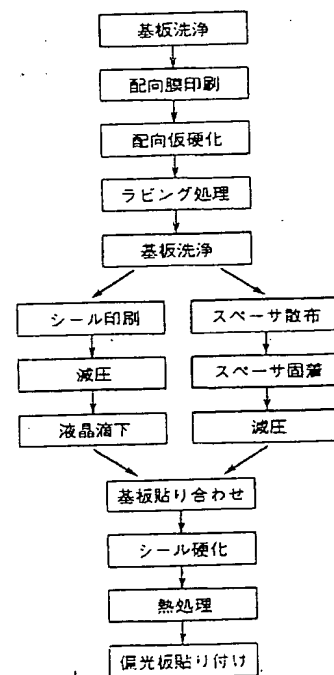 基板洗浄
配向膜印刷
配向仮硬化
ラビング処理
基板洗浄
シール印刷
スペーサ散布
減圧
スペーサ固着
液晶滴下
減圧
基板貼り合わせ
シール硬化
熱処理
偏光板貼り付け